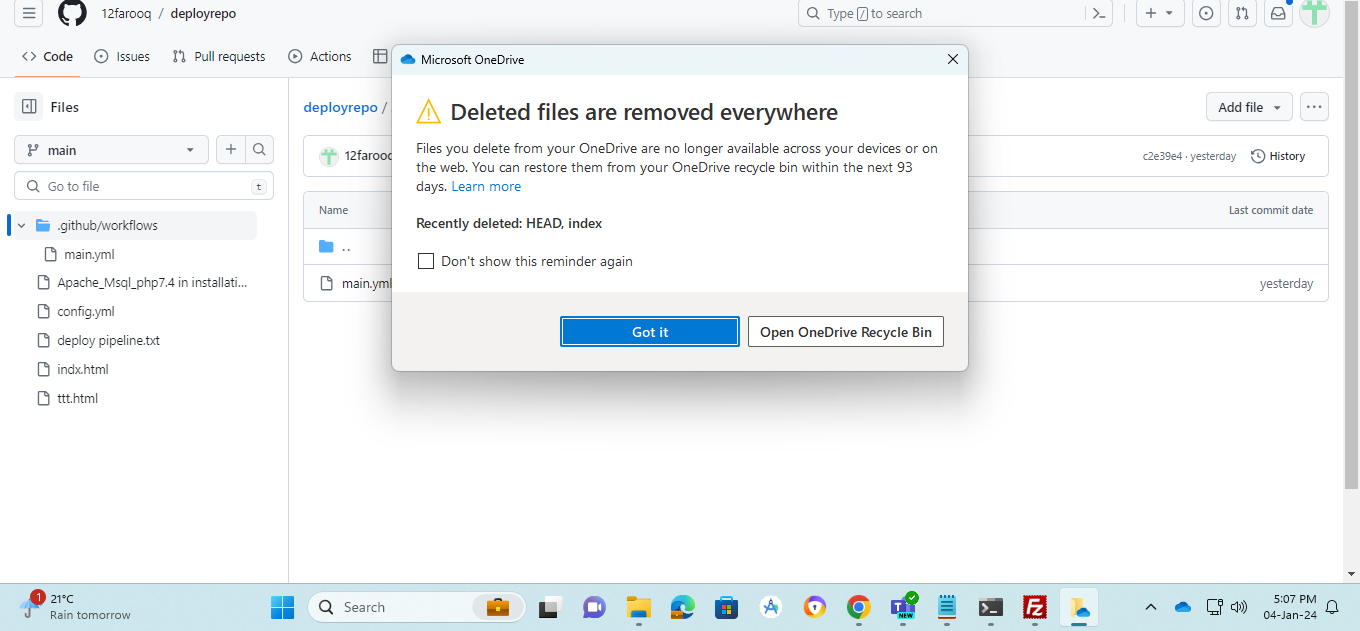 12farooq / deployrepo
Type / to search
Code
Issues
Pull requests
Actions
Files
main
Go to file
t
.github/workflows
main.yml
Apache_Msql_php7.4 in installati...
config.yml
deploy pipeline.txt
indx.html
ttt.html
deployrepo /
Add file
12farooq
c2e39e4 · yesterday
History
Name
Last commit date
..
main.yml
yesterday
Microsoft OneDrive
Deleted files are removed everywhere
Files you delete from your OneDrive are no longer available across your devices or on
the web. You can restore them from your OneDrive recycle bin within the next 93
days. Learn more
Recently deleted: HEAD, index
Don't show this reminder again
Got it
Open OneDrive Recycle Bin
1
21°C
Rain tomorrow
Search
NEW
5:07 PM
04-Jan-24